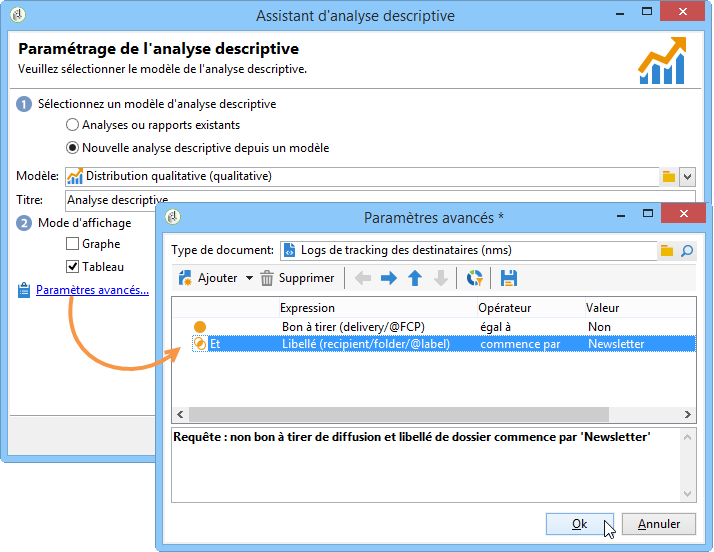 Assistant d'analyse descriptive
Paramétrage de l'analyse descriptive
Veuillez sélectionner le modèle de l'analyse descriptive.
1 Sélectionnez un modèle d'analyse descriptive
Analyses ou rapports existants
Nouvelle analyse descriptive depuis un modèle
Modèle: Distribution qualitative (qualitative)
Titre: Analyse descriptive
2 Mode d'affichage
Graphe
Tableau
Paramètres avancés...
Paramètres avancés *
Type de document: Logs de tracking des destinataires (nms)
Ajouter Supprimer
Expression Opérateur Valeur
Bon à tirer (delivery/@FCP) égal à Non
Et Libellé (recipient/folder/@label) commence par Newsletter
Requête : non bon à tirer de diffusion et libellé de dossier commence par 'Newsletter'
Ok Annuler